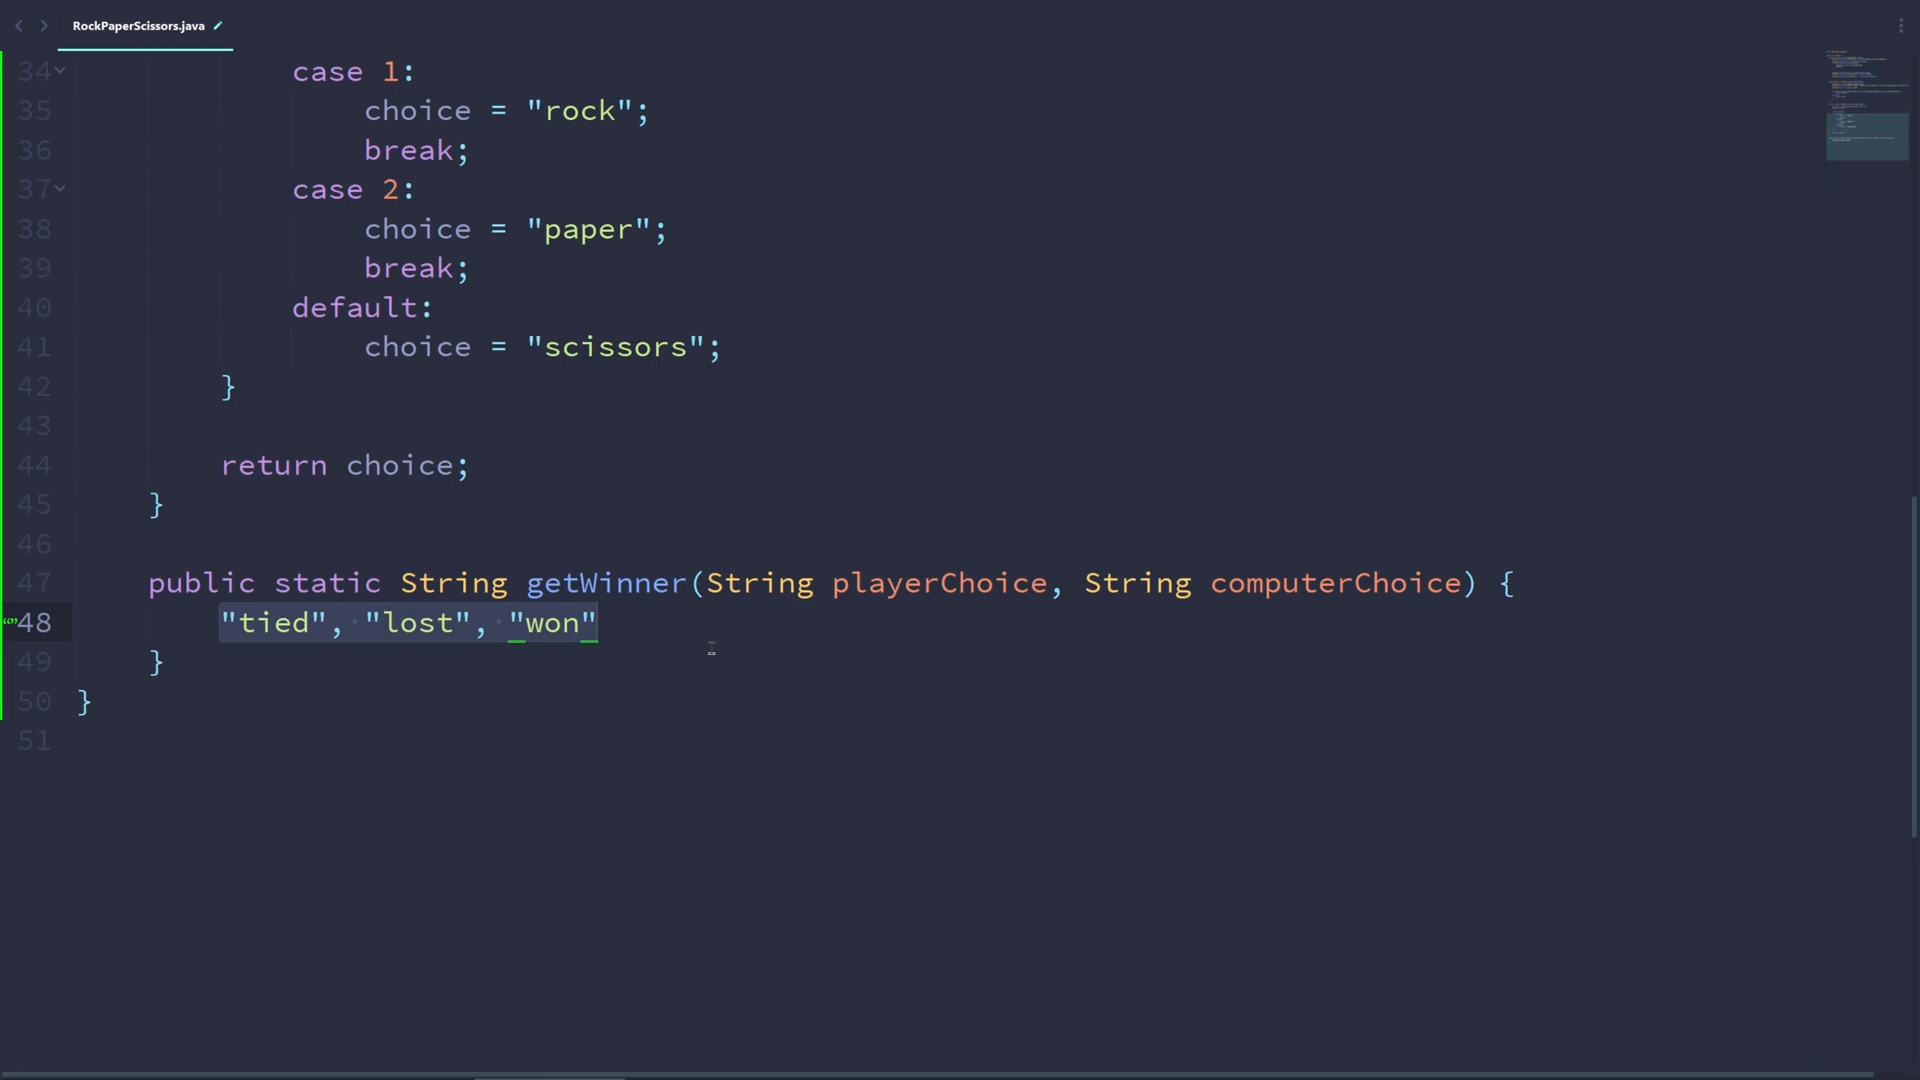 RockPaperScissors.java
34 case 1:
35 choice = "rock";
36 break;
37 case 2:
38 choice = "paper";
39 break;
40 default:
41 choice = "scissors";
42 }
43
44 return choice;
45 }
46
47 public static String getWinner(String playerChoice, String computerChoice) {
48 "tied", "lost", "won"
49 }
50 }
51